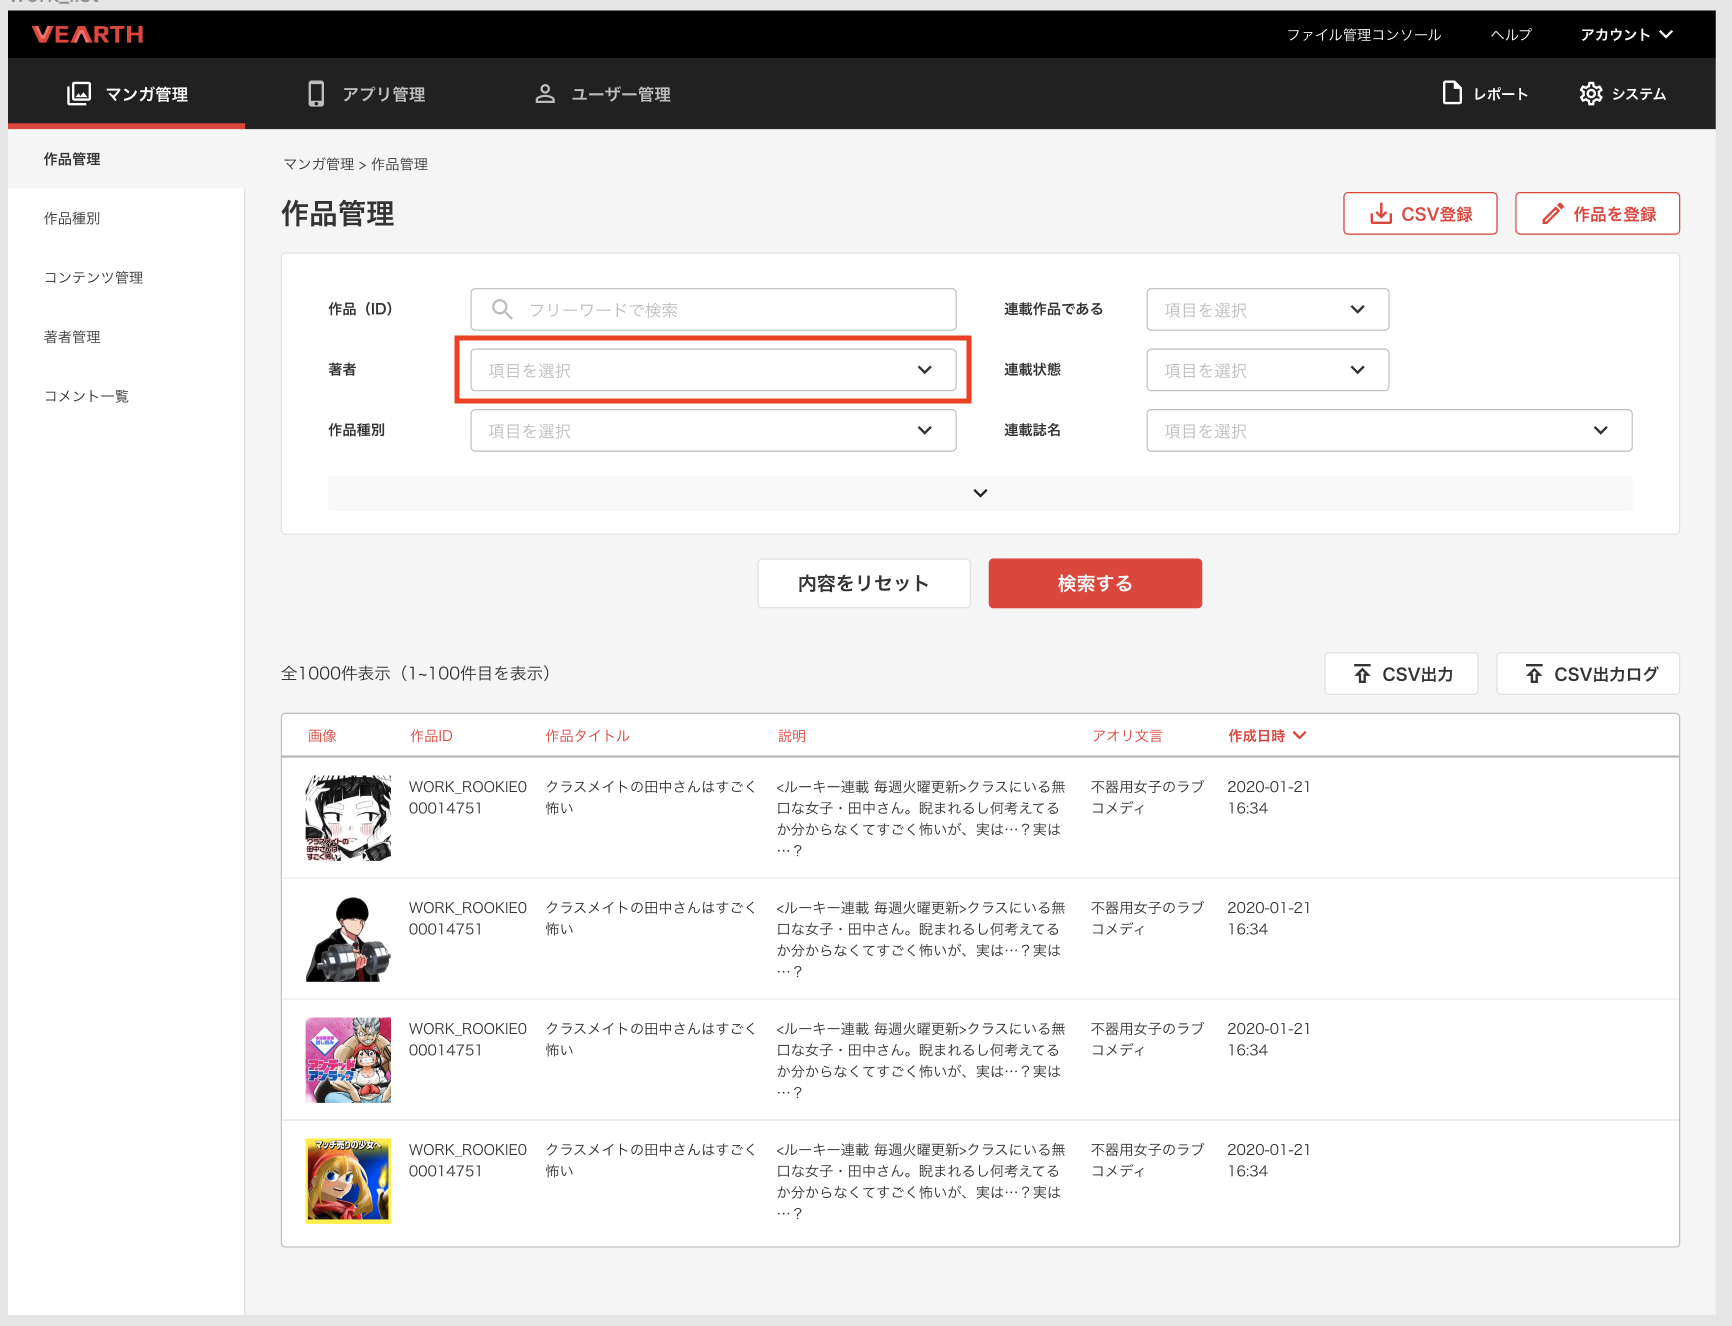 VEARTH
ファイル管理コンソール
ヘルプ
アカウント
マンガ管理
アプリ管理
ユーザー管理
レポート
システム
作品管理
作品種別
コンテンツ管理
著者管理
コメント一覧
マンガ管理 > 作品管理
作品管理
CSV登録
作品を登録
作品（ID）
フリーワードで検索
連載作品である
項目を選択
著者
項目を選択
連載状態
項目を選択
作品種別
項目を選択
連載誌名
項目を選択
内容をリセット
検索する
全1000件表示（1~100件目を表示）
CSV出力
CSV出力ログ
画像
作品ID
作品タイトル
説明
アオリ文言
作成日時
クラスメイトの
田中さんは
すごく怖い
WORK_ROOKIE0
00014751
クラスメイトの田中さんはすごく
怖い
<ルーキー連載 毎週火曜更新>クラスにいる無
口な女子・田中さん。睨まれるし何考えてる
か分からなくてすごく怖いが、実は…？実は
…？
不器用女子のラブ
コメディ
2020-01-21
16:34
WORK_ROOKIE0
00014751
クラスメイトの田中さんはすごく
怖い
<ルーキー連載 毎週火曜更新>クラスにいる無
口な女子・田中さん。睨まれるし何考えてる
か分からなくてすごく怖いが、実は…？実は
…？
不器用女子のラブ
コメディ
2020-01-21
16:34
アンデッド
アンラック
WORK_ROOKIE0
00014751
クラスメイトの田中さんはすごく
怖い
<ルーキー連載 毎週火曜更新>クラスにいる無
口な女子・田中さん。睨まれるし何考えてる
か分からなくてすごく怖いが、実は…？実は
…？
不器用女子のラブ
コメディ
2020-01-21
16:34
マッチ売りの少女へ
WORK_ROOKIE0
00014751
クラスメイトの田中さんはすごく
怖い
<ルーキー連載 毎週火曜更新>クラスにいる無
口な女子・田中さん。睨まれるし何考えてる
か分からなくてすごく怖いが、実は…？実は
…？
不器用女子のラブ
コメディ
2020-01-21
16:34